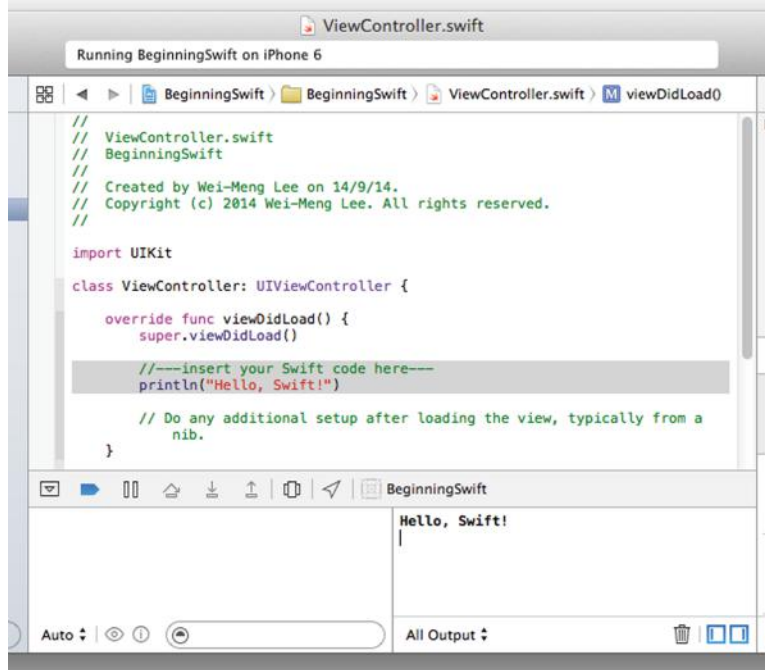 ViewController.swift
Running BeginningSwift on iPhone 6
BeginningSwift 〉 BeginningSwift 〉 ViewController.swift 〉 M viewDidLoad()
//
//  ViewController.swift
//  BeginningSwift
//
//  Created by Wei-Meng Lee on 14/9/14.
//  Copyright (c) 2014 Wei-Meng Lee. All rights reserved.
//
import UIKit
class ViewController: UIViewController {
    override func viewDidLoad() {
        super.viewDidLoad()
        //---insert your Swift code here---
        println("Hello, Swift!")
        // Do any additional setup after loading the view, typically from a
            nib.
    }
BeginningSwift
Hello, Swift!
Auto
All Output